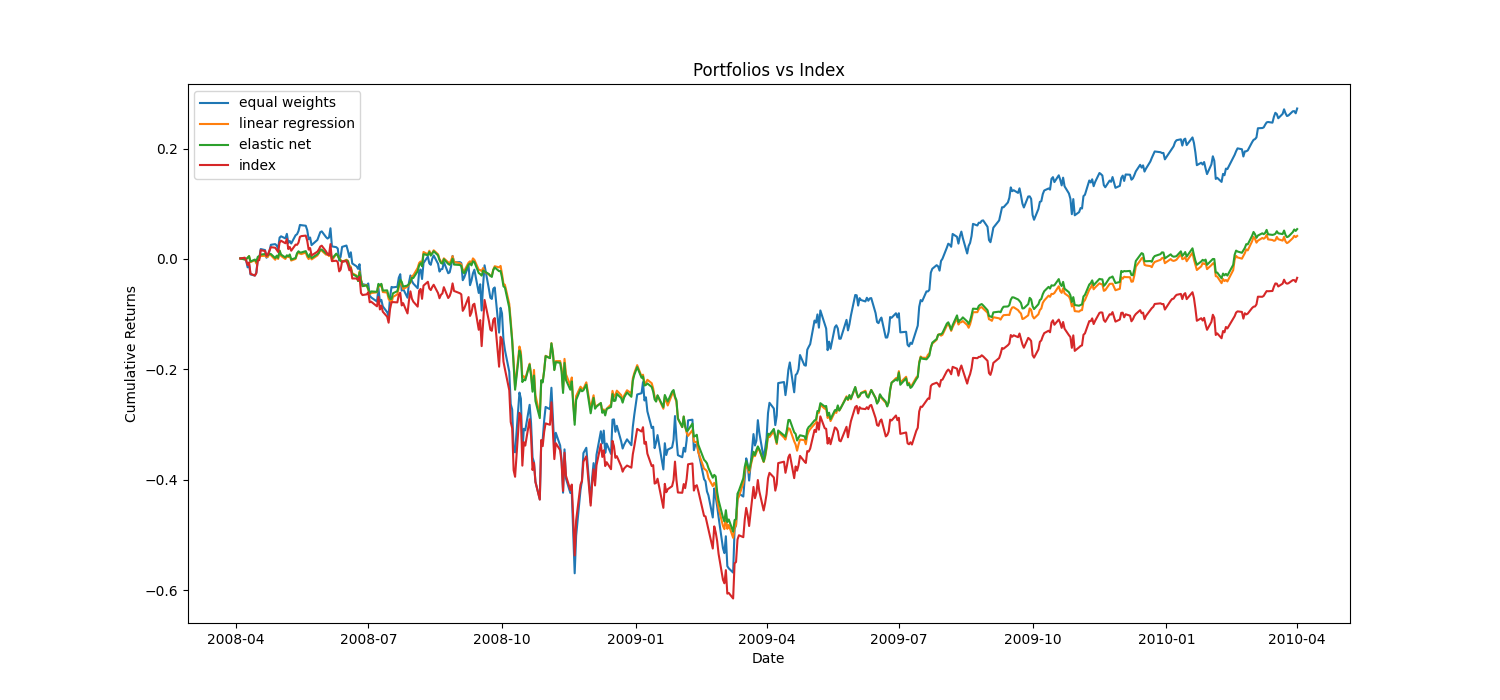 Portfolios vs Index
equal weights
linear regression
elastic net
index
Cumulative Returns
0.2
0.0
−0.2
−0.4
−0.6
2008-04 2008-07 2008-10 2009-01 2009-04 2009-07 2009-10 2010-01 2010-04
Date